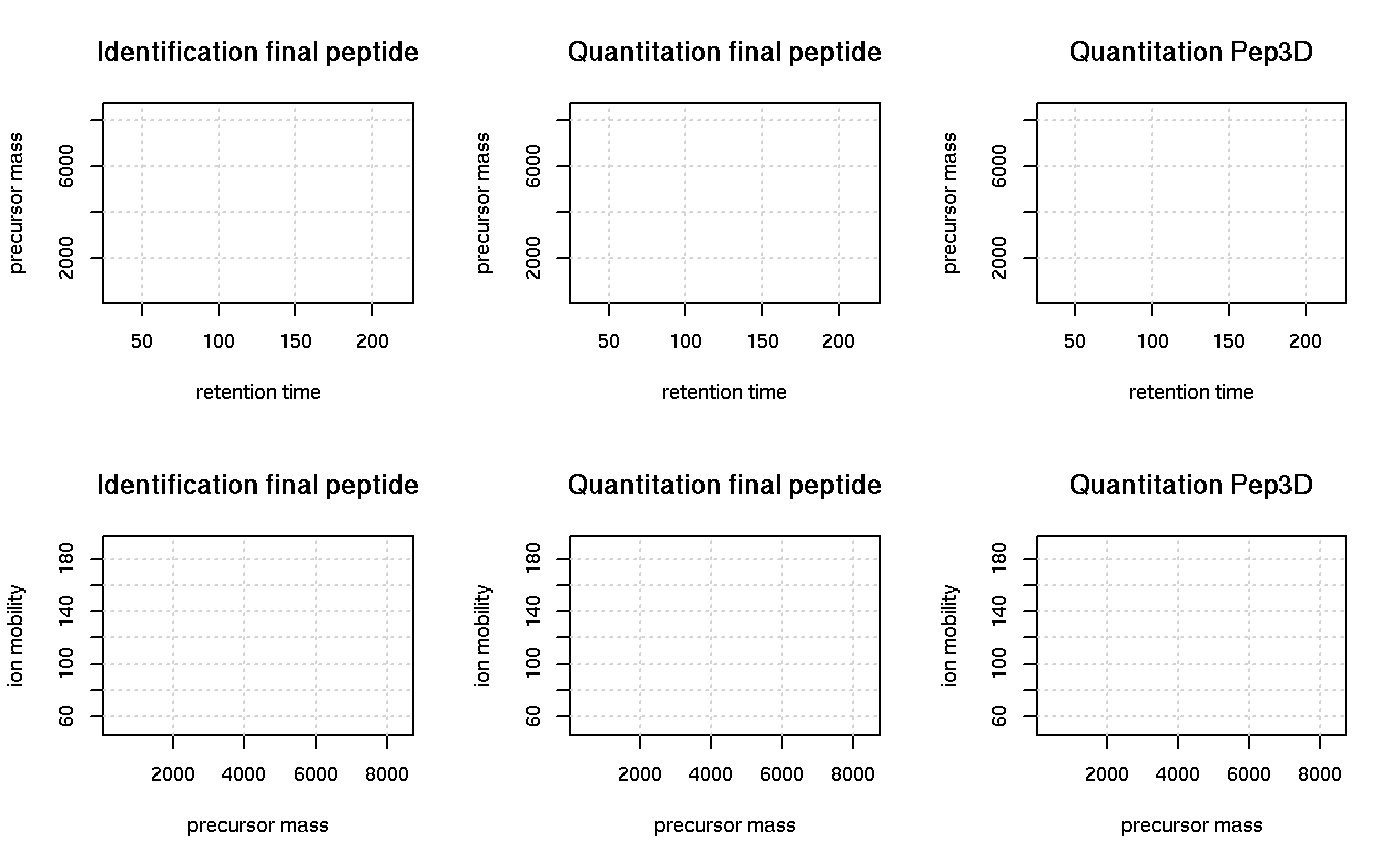 Identification final peptide
Quantitation final peptide
Quantitation Pep3D
precursor mass
6000
2000
50 100 150 200
retention time
precursor mass
6000
2000
50 100 150 200
retention time
precursor mass
6000
2000
50 100 150 200
retention time
Identification final peptide
Quantitation final peptide
Quantitation Pep3D
ion mobility
180
140
100
60
2000 4000 6000 8000
precursor mass
ion mobility
180
140
100
60
2000 4000 6000 8000
precursor mass
ion mobility
180
140
100
60
2000 4000 6000 8000
precursor mass